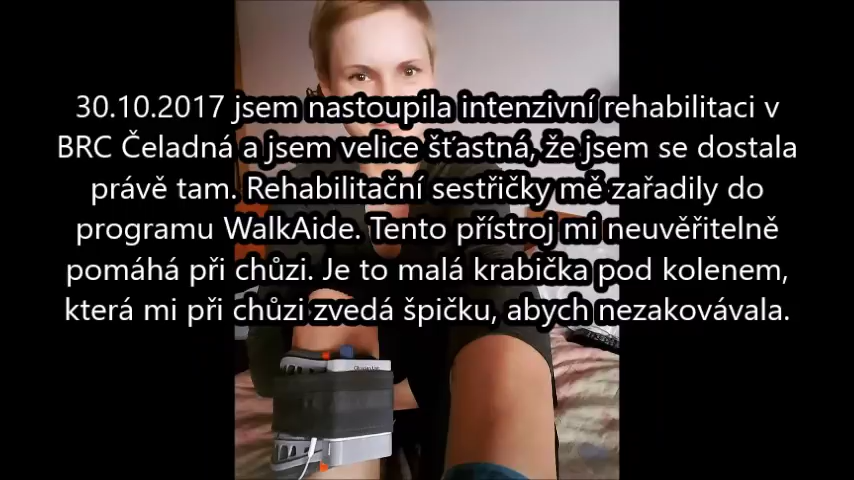 30.10.2017 jsem nastoupila intenzivní rehabilitaci v
BRC Čeladná a jsem velice šťastná, že jsem se dostala
právě tam. Rehabilitační sestřičky mě zařadily do
programu WalkAide. Tento přístroj mi neuvěřitelně
pomáhá při chůzi. Je to malá krabička pod kolenem,
která mi při chůzi zvedá špičku, abych nezakovávala.